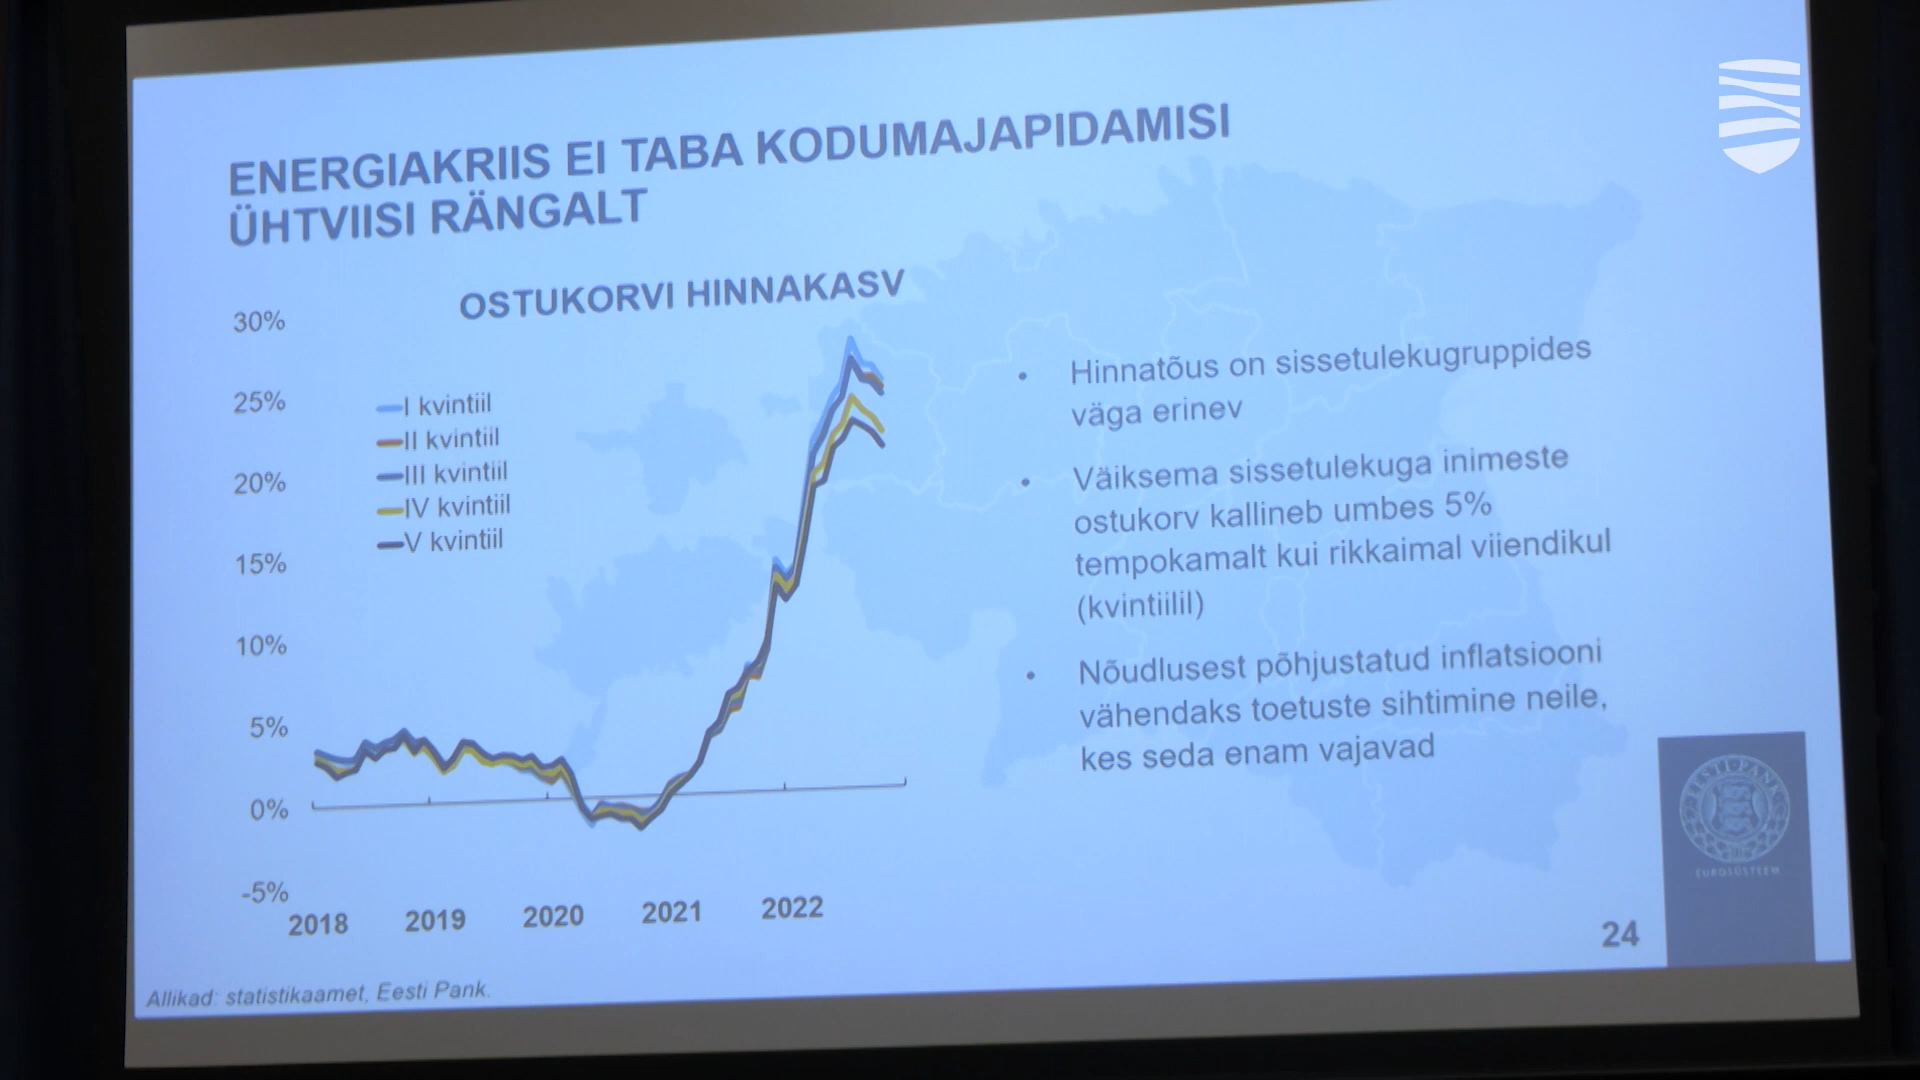 ENERGIAKRIIS EI TABA KODUMAJAPIDAMISI
ÜHTVIISI RÄNGALT
OSTUKORVI HINNAKASV
30%
25%
20%
15%
10%
5%
0%
-5%
I kvintiil
II kvintiil
III kvintiil
IV kvintiil
V kvintiil
2018 2019 2020 2021 2022
• Hinnatõus on sissetulekugruppides
väga erinev
• Väiksema sissetulekuga inimeste
ostukorv kallineb umbes 5%
tempokamalt kui rikkaimal viiendikul
(kvintiilil)
• Nõudlusest põhjustatud inflatsiooni
vähendaks toetuste sihtimine neile,
kes seda enam vajavad
EESTI PANK
EUROSÜSTEEM
24
Allikad: statistikaamet, Eesti Pank.